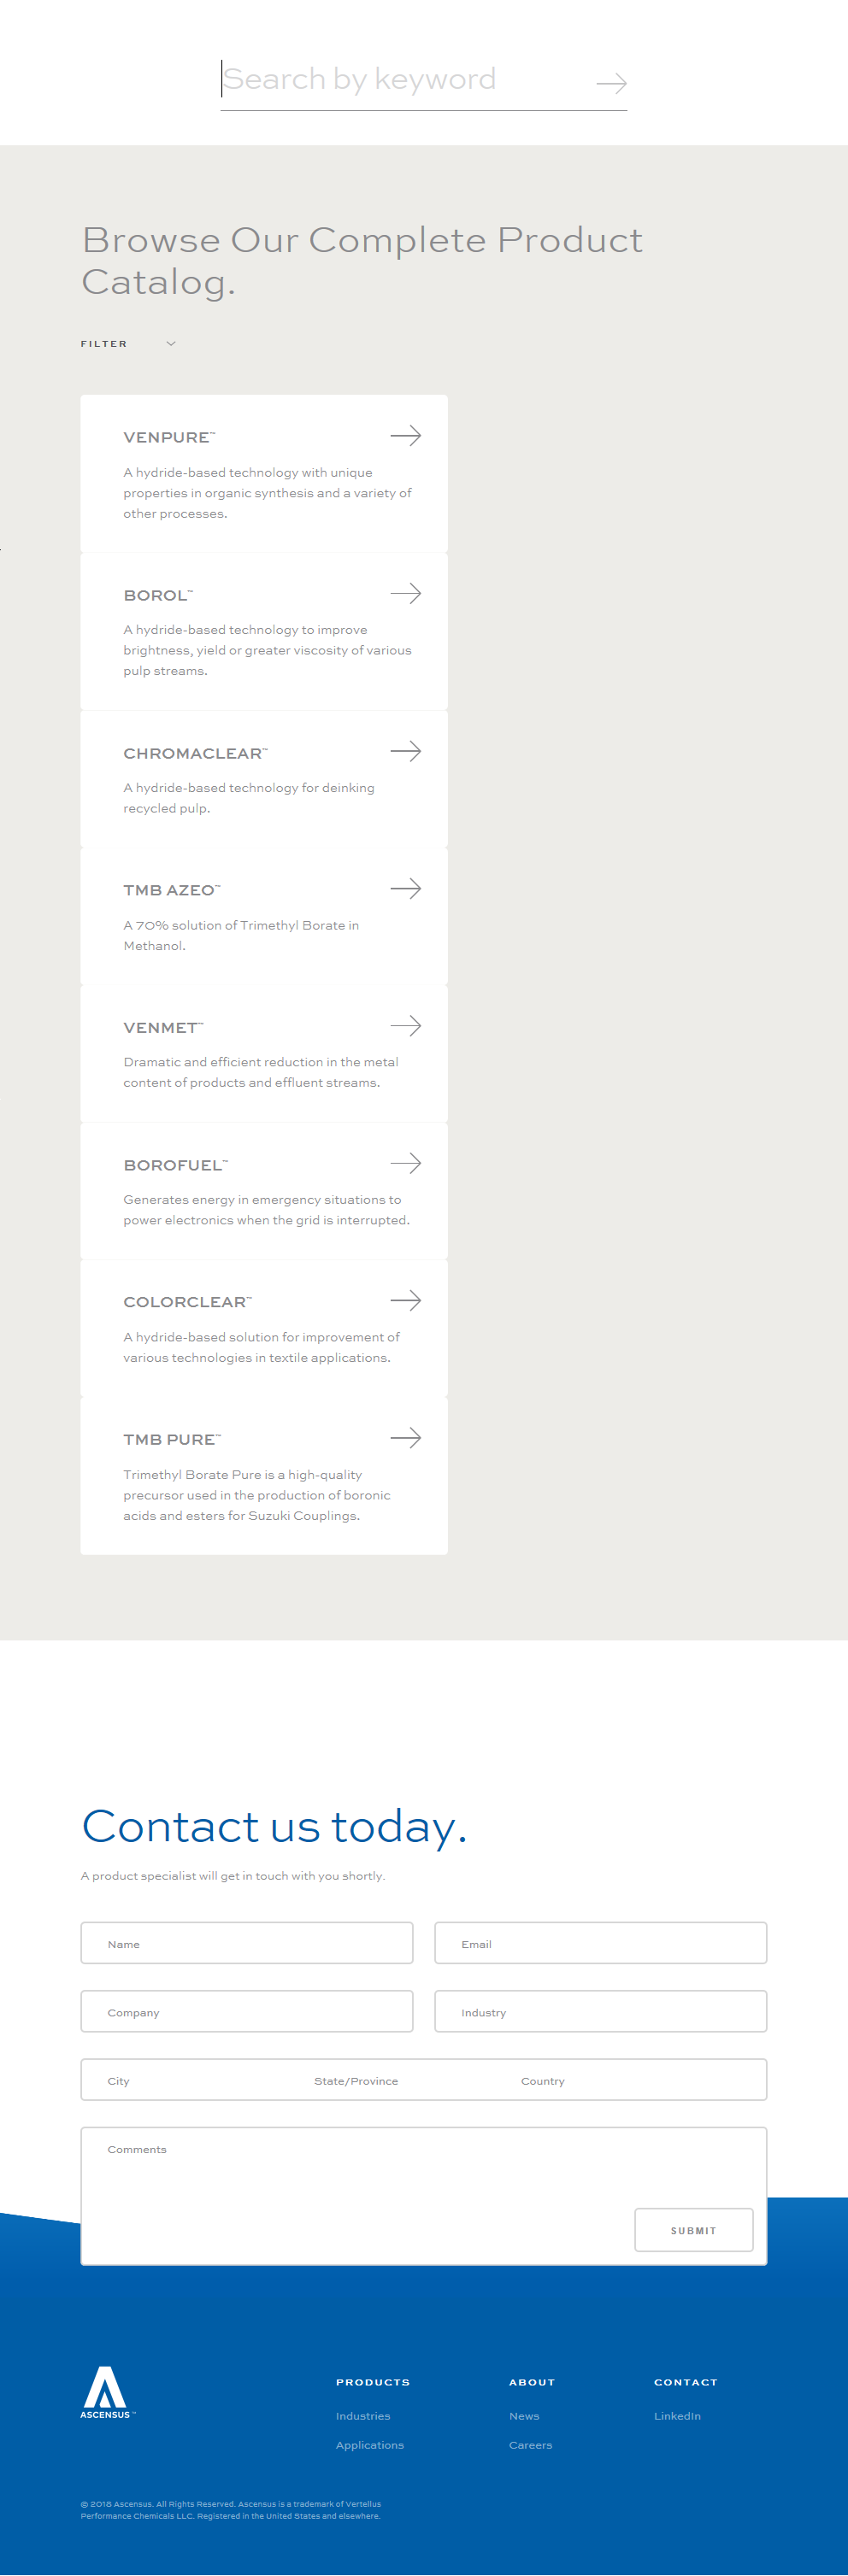 Search by keyword
Browse Our Complete Product
Catalog.
FILTER
VENPURE™
A hydride-based technology with unique
properties in organic synthesis and a variety of
other processes.
BOROL™
A hydride-based technology to improve
brightness, yield or greater viscosity of various
pulp streams.
CHROMACLEAR™
A hydride-based technology for deinking
recycled pulp.
TMB AZEO™
A 70% solution of Trimethyl Borate in
Methanol.
VENMET™
Dramatic and efficient reduction in the metal
content of products and effluent streams.
BOROFUEL™
Generates energy in emergency situations to
power electronics when the grid is interrupted.
COLORCLEAR™
A hydride-based solution for improvement of
various technologies in textile applications.
TMB PURE™
Trimethyl Borate Pure is a high-quality
precursor used in the production of boronic
acids and esters for Suzuki Couplings.
Contact us today.
A product specialist will get in touch with you shortly.
Name Email
Company Industry
City State/Province Country
Comments
SUBMIT
ASCENSUS™
PRODUCTS ABOUT CONTACT
Industries News LinkedIn
Applications Careers
© 2018 Ascensus. All Rights Reserved. Ascensus is a trademark of Vertellus
Performance Chemicals LLC. Registered in the United States and elsewhere.